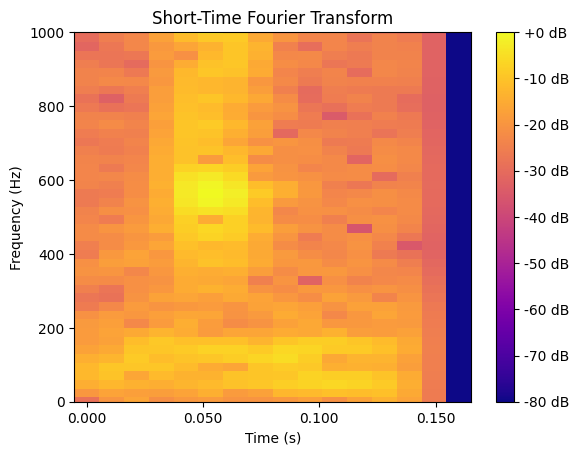 Short-Time Fourier Transform
1000
800
600
400
200
0
Frequency (Hz)
0.000
0.050
0.100
0.150
Time (s)
+0 dB
-10 dB
-20 dB
-30 dB
-40 dB
-50 dB
-60 dB
-70 dB
-80 dB